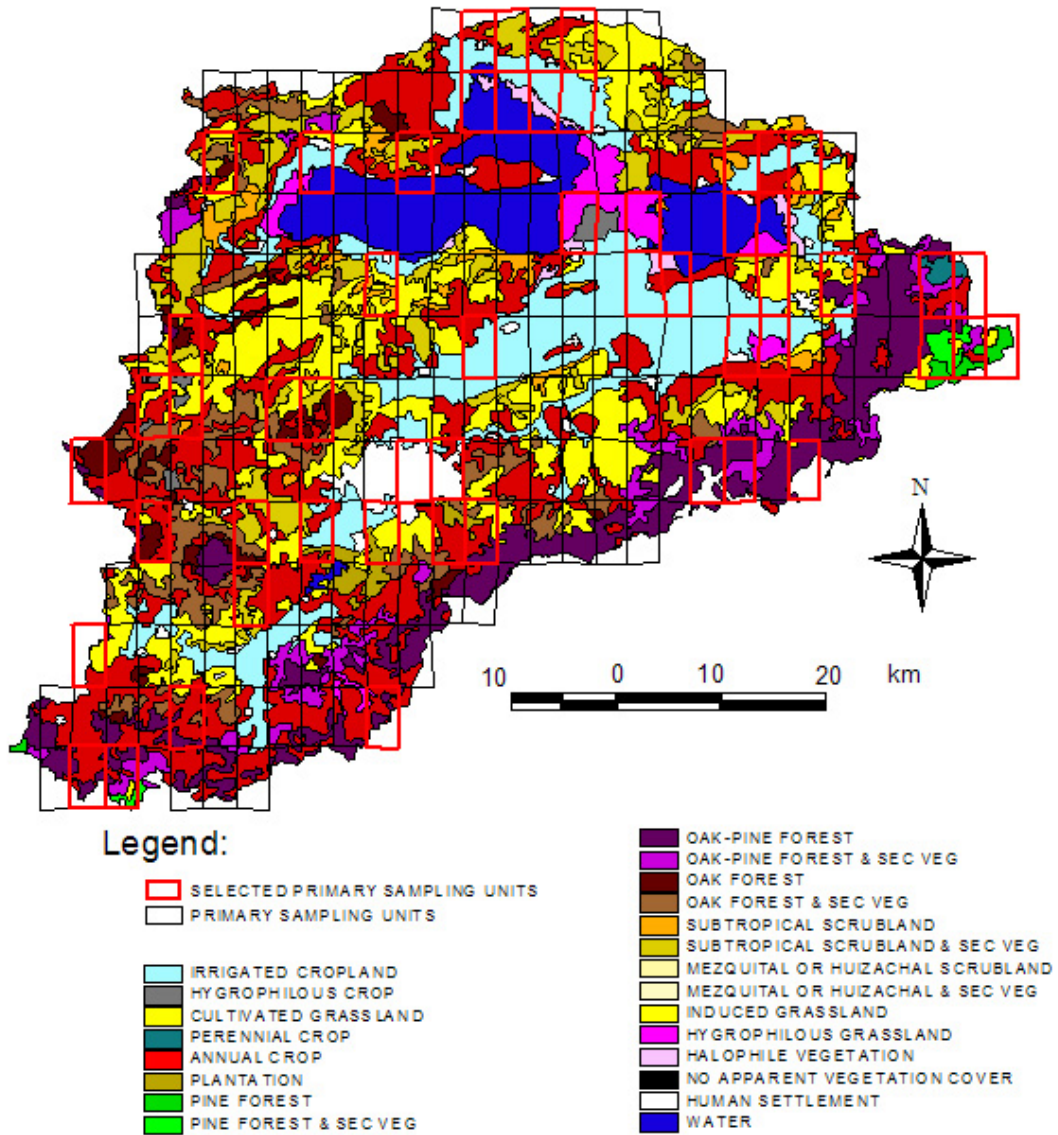 N
10 0 10 20 km
Legend:
SELECTED PRIMARY SAMPLING UNITS
PRIMARY SAMPLING UNITS
IRRIGATED CROPLAND
HYGROPHILOUS CROP
CULTIVATED GRASSLAND
PERENNIAL CROP
ANNUAL CROP
PLANTATION
PINE FOREST
PINE FOREST & SEC VEG
OAK-PINE FOREST
OAK-PINE FOREST & SEC VEG
OAK FOREST
OAK FOREST & SEC VEG
SUBTROPICAL SCRUBLAND
SUBTROPICAL SCRUBLAND & SEC VEG
MEZQUITAL OR HUIZACHAL SCRUBLAND
MEZQUITAL OR HUIZACHAL & SEC VEG
INDUCED GRASSLAND
HYGROPHILOUS GRASSLAND
HALOPHILE VEGETATION
NO APPARENT VEGETATION COVER
HUMAN SETTLEMENT
WATER